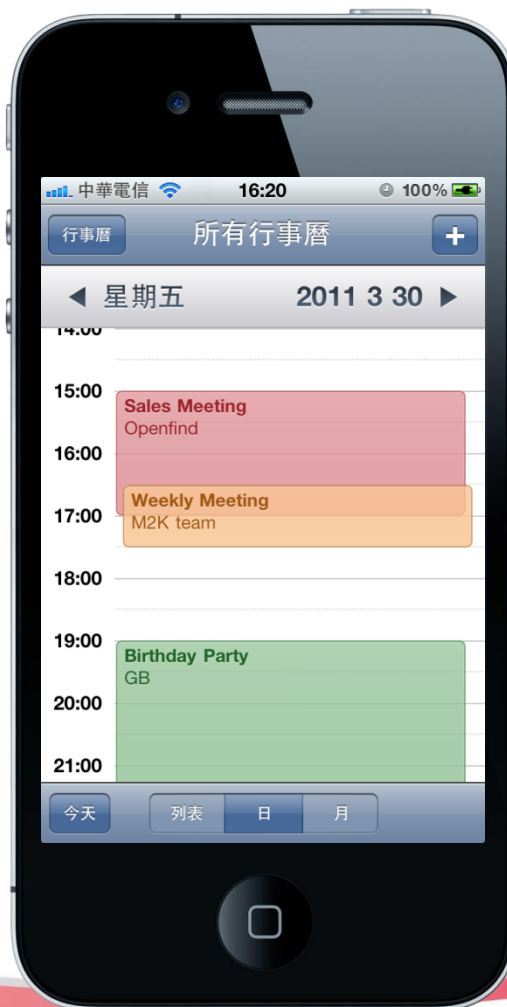 中華電信 16:20 100%
行事曆 所有行事曆 +
◀ 星期五 2011 3 30 ▶
14:00
15:00
Sales Meeting
Openfind
16:00
Weekly Meeting
17:00
M2K team
18:00
19:00
Birthday Party
GB
20:00
21:00
今天 列表 日 月